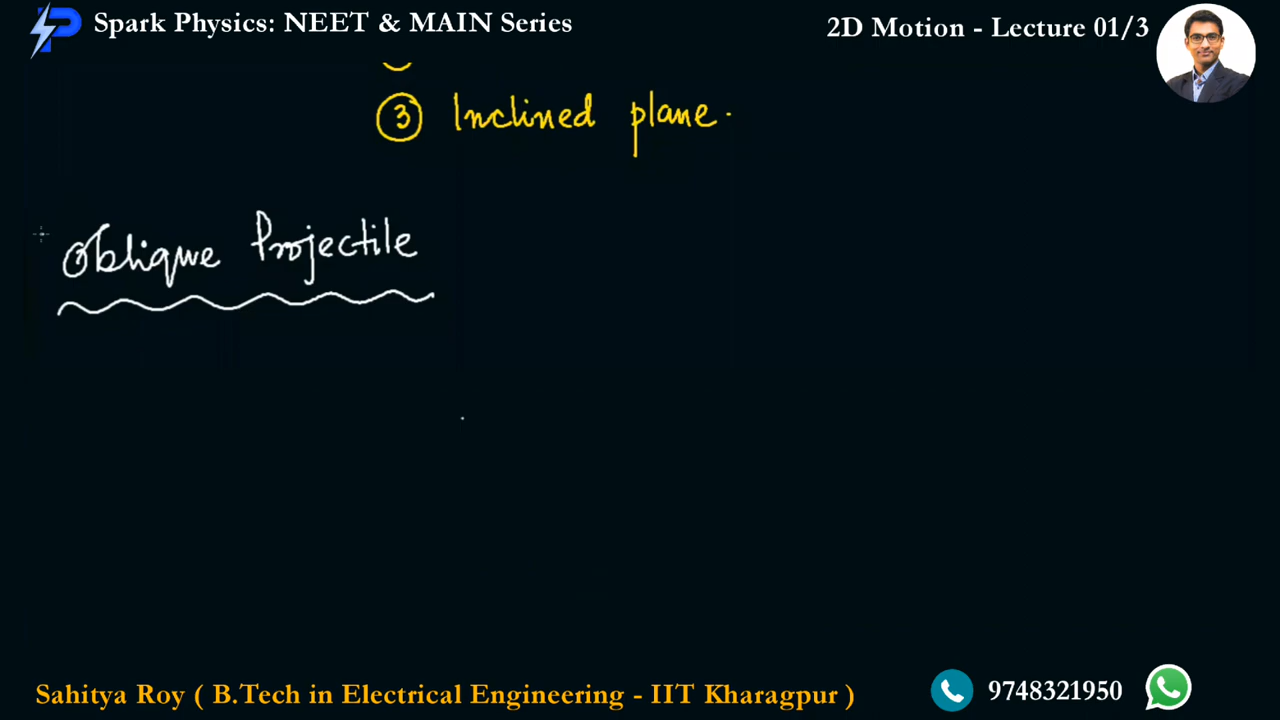 Spark Physics: NEET & MAIN Series
2D Motion - Lecture 01/3
③ Inclined plane.
Oblique Projectile
Sahitya Roy ( B.Tech in Electrical Engineering - IIT Kharagpur )
9748321950